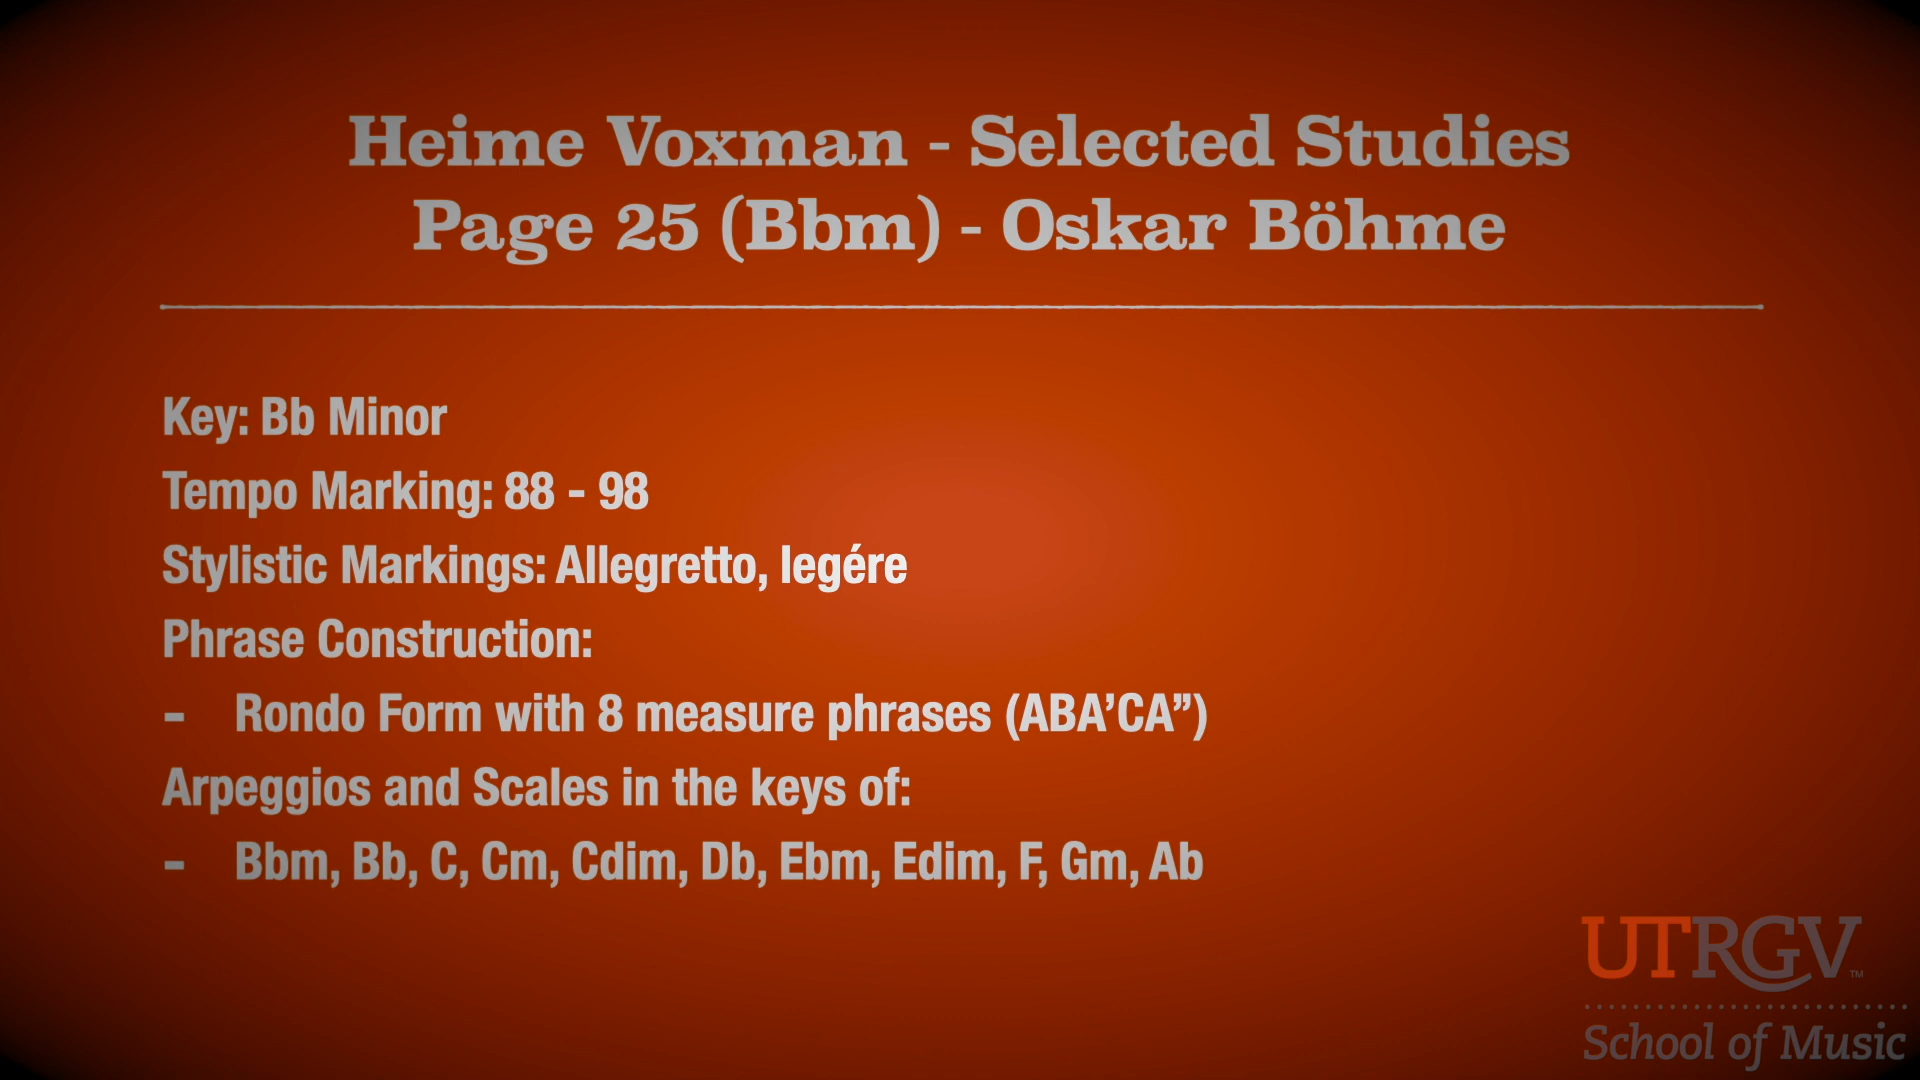 Heime Voxman - Selected Studies
Page 25 (Bbm) - Oskar Böhme
Key: Bb Minor
Tempo Marking: 88 - 98
Stylistic Markings: Allegretto, legére
Phrase Construction:
- Rondo Form with 8 measure phrases (ABA’CA”)
Arpeggios and Scales in the keys of:
- Bbm, Bb, C, Cm, Cdim, Db, Ebm, Edim, F, Gm, Ab
UTRGV™
School of Music